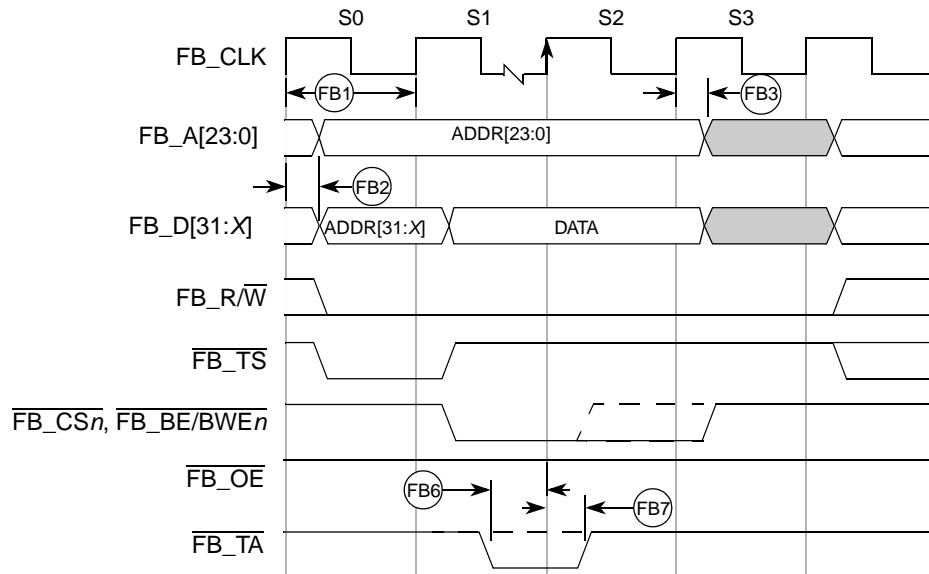 S0 S1 S2 S3
FB_CLK
FB1 FB3
FB_A[23:0] ADDR[23:0]
FB2
FB_D[31:X] ADDR[31:X] DATA
FB_R/W
FB_TS
FB_CSn, FB_BE/BWEn
FB_OE
FB6 FB7
FB_TA